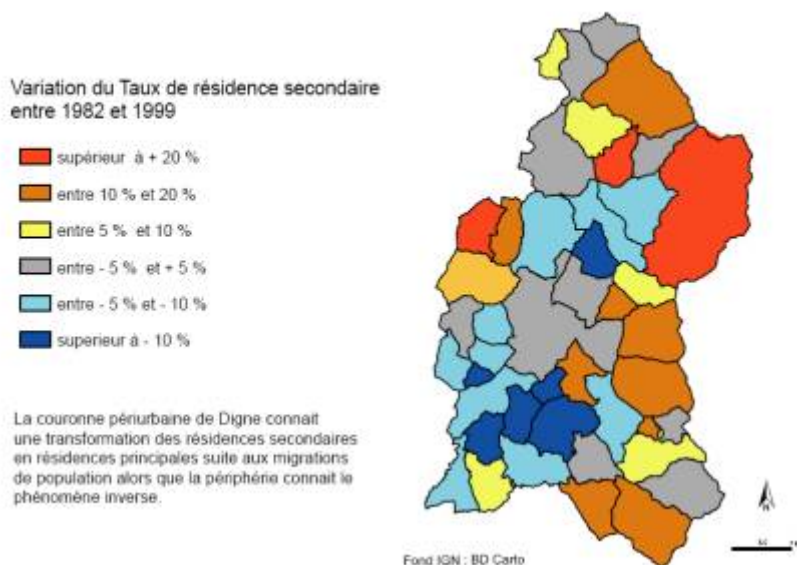 Variation du Taux de résidence secondaire
entre 1982 et 1999
supérieur à + 20 %
entre 10 % et 20 %
entre 5 % et 10 %
entre - 5 % et + 5 %
entre - 5 % et - 10 %
superieur à - 10 %
La couronne périurbaine de Digne connait
une transformation des résidences secondaires
en résidences principales suite aux migrations
de population alors que la périphérie connait le
phénomène inverse.
N
Fond IGN : BD Carto